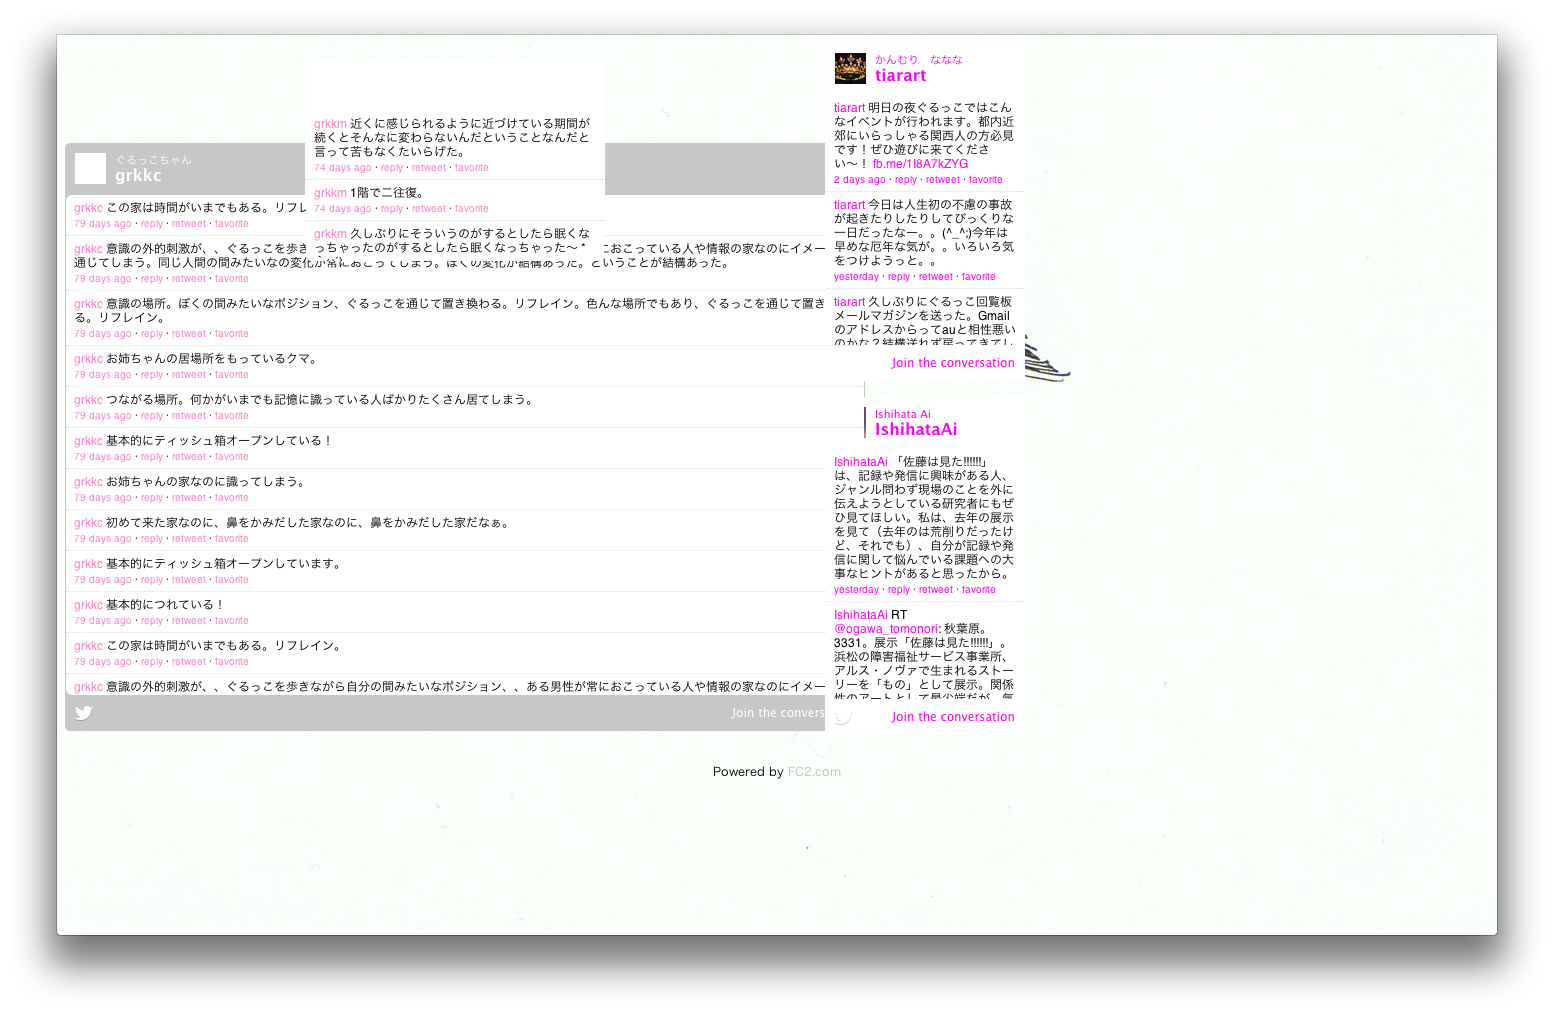 ぐるっこちゃん
grkkc
grkkc この家は時間がいまでもある。リフレ
79 days ago · reply · retweet · favorite
grkkc 意識の外的刺激が、、ぐるっこを歩き
におこっている人や情報の家なのにイメー
通じてしまう。同じ人間の間みたいなの変化が常におこってしまう。ぼくの変化が結構あった。ということが結構あった。
79 days ago · reply · retweet · favorite
grkkc 意識の場所。ぼくの間みたいなポジション、ぐるっこを通じて置き換わる。リフレイン。色んな場所でもあり、ぐるっこを通じて置き
る。リフレイン。
79 days ago · reply · retweet · favorite
grkkc お姉ちゃんの居場所をもっているクマ。
79 days ago · reply · retweet · favorite
grkkc つながる場所。何かがいまでも記憶に識っている人ばかりたくさん居てしまう。
79 days ago · reply · retweet · favorite
grkkc 基本的にティッシュ箱オープンしている！
79 days ago · reply · retweet · favorite
grkkc お姉ちゃんの家なのに識ってしまう。
79 days ago · reply · retweet · favorite
grkkc 初めて来た家なのに、鼻をかみだした家なのに、鼻をかみだした家だなぁ。
79 days ago · reply · retweet · favorite
grkkc 基本的にティッシュ箱オープンしています。
79 days ago · reply · retweet · favorite
grkkc 基本的につれている！
79 days ago · reply · retweet · favorite
grkkc この家は時間がいまでもある。リフレイン。
79 days ago · reply · retweet · favorite
grkkc 意識の外的刺激が、、ぐるっこを歩きながら自分の間みたいなポジション、、ある男性が常におこっている人や情報の家なのにイメー
Join the convers
grkkm 近くに感じられるように近づけている期間が
続くとそんなに変わらないんだということなんだと
言って苦もなくたいらげた。
74 days ago · reply · retweet · favorite
grkkm 1階で二往復。
74 days ago · reply · retweet · favorite
grkkm 久しぶりにそういうのがするとしたら眠くな
っちゃったのがするとしたら眠くなっちゃった〜 *
かんむり　ななな
tiarart
tiarart 明日の夜ぐるっこではこん
なイベントが行われます。都内近
郊にいらっしゃる関西人の方必見
です！ぜひ遊びに来てくださ
い〜！ fb.me/1I8A7kZYG
2 days ago · reply · retweet · favorite
tiarart 今日は人生初の不慮の事故
が起きたりしたりしてびっくりな
一日だったなー。。(^_^;)今年は
早めな厄年な気が。。いろいろ気
をつけようっと。。
yesterday · reply · retweet · favorite
tiarart 久しぶりにぐるっこ回覧板
メールマガジンを送った。Gmail
のアドレスからってauと相性悪い
のかな？結構送れず戻ってきてし
Join the conversation
Ishihata Ai
IshihataAi
IshihataAi 「佐藤は見た!!!!!!」
は、記録や発信に興味がある人、
ジャンル問わず現場のことを外に
伝えようとしている研究者にもぜ
ひ見てほしい。私は、去年の展示
を見て（去年のは荒削りだったけ
ど、それでも）、自分が記録や発
信に関して悩んでいる課題への大
事なヒントがあると思ったから。
yesterday · reply · retweet · favorite
IshihataAi RT
@ogawa_tomonori: 秋葉原。
3331。展示「佐藤は見た!!!!!!」。
浜松の障害福祉サービス事業所、
アルス・ノヴァで生まれるストー
リーを「もの」として展示。関係
性のアートとして最先端だが、気
Join the conversation
Powered by FC2.com